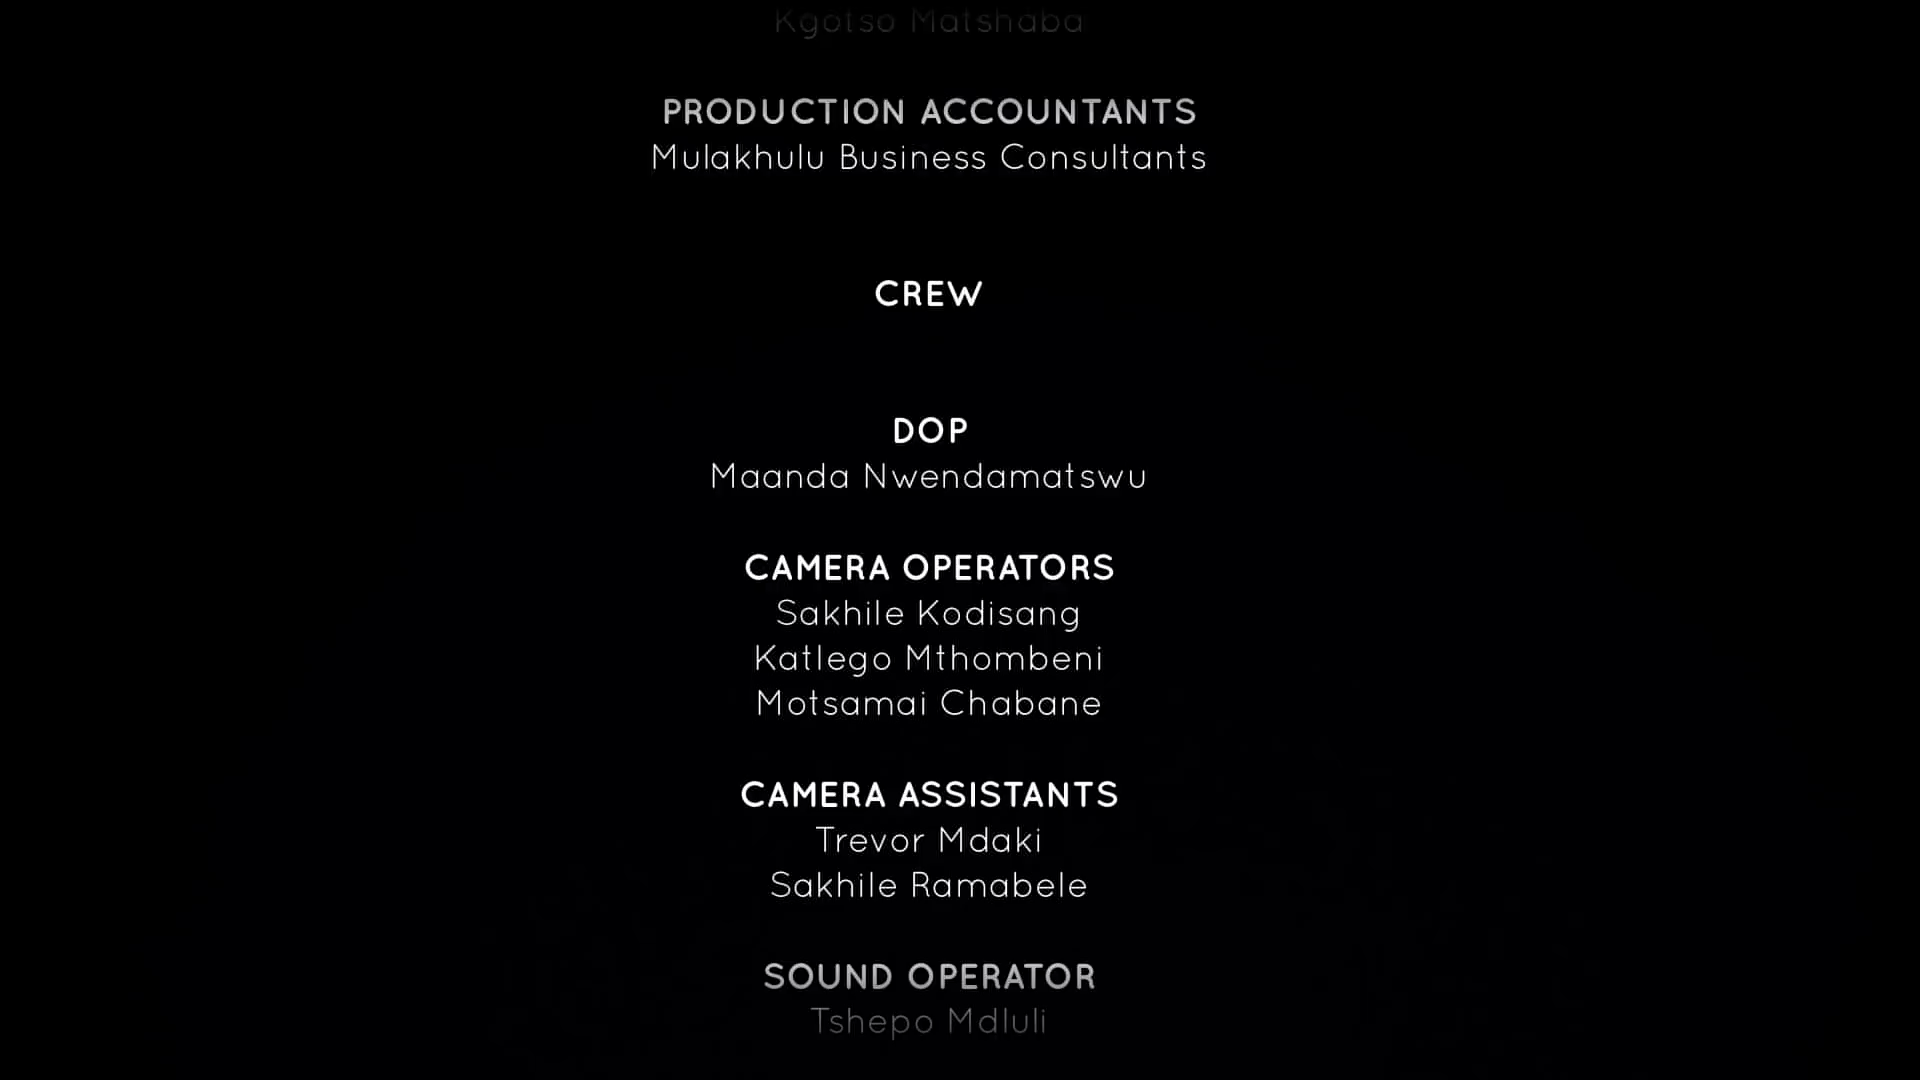 Kgotso Matshaba
PRODUCTION ACCOUNTANTS
Mulakhulu Business Consultants
CREW
DOP
Maanda Nwendamatswu
CAMERA OPERATORS
Sakhile Kodisang
Katlego Mthombeni
Motsamai Chabane
CAMERA ASSISTANTS
Trevor Mdaki
Sakhile Ramabele
SOUND OPERATOR
Tshepo Mdluli